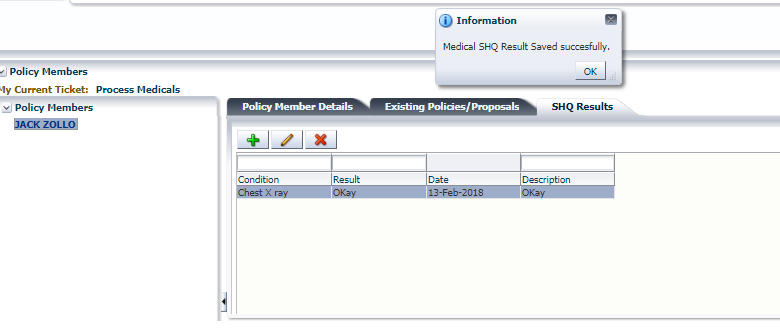 Information
Medical SHQ Result Saved succesfully.
OK
Policy Members
My Current Ticket: Process Medicals
Policy Members
JACK ZOLLO
Policy Member Details Existing Policies/Proposals SHQ Results
Condition Result Date Description
Chest X ray OKay 13-Feb-2018 OKay